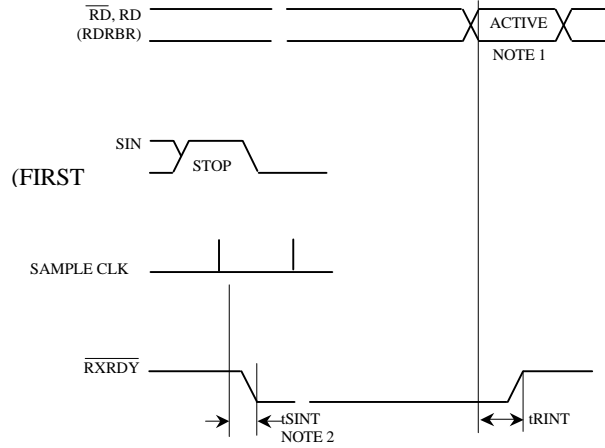 RD, RD
(RDRBR)
ACTIVE
NOTE 1
SIN
STOP
(FIRST
SAMPLE CLK
RXRDY
tSINT
NOTE 2
tRINT